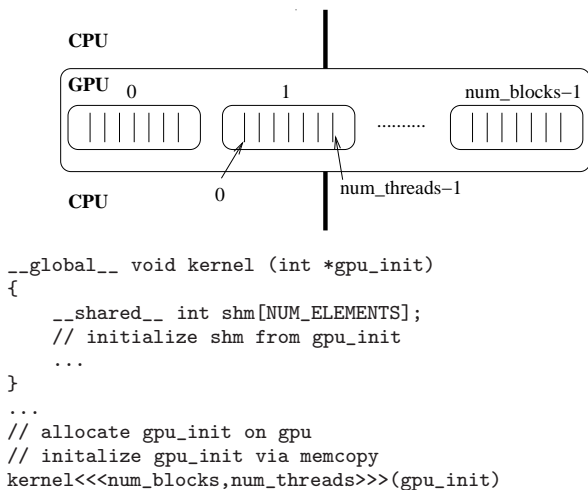 CPU
GPU
0 1 num_blocks−1
..........
0 num_threads−1
CPU
__global__ void kernel (int *gpu_init)
{
    __shared__ int shm[NUM_ELEMENTS];
    // initialize shm from gpu_init
    ...
}
...
// allocate gpu_init on gpu
// initalize gpu_init via memcopy
kernel<<<num_blocks,num_threads>>>(gpu_init)